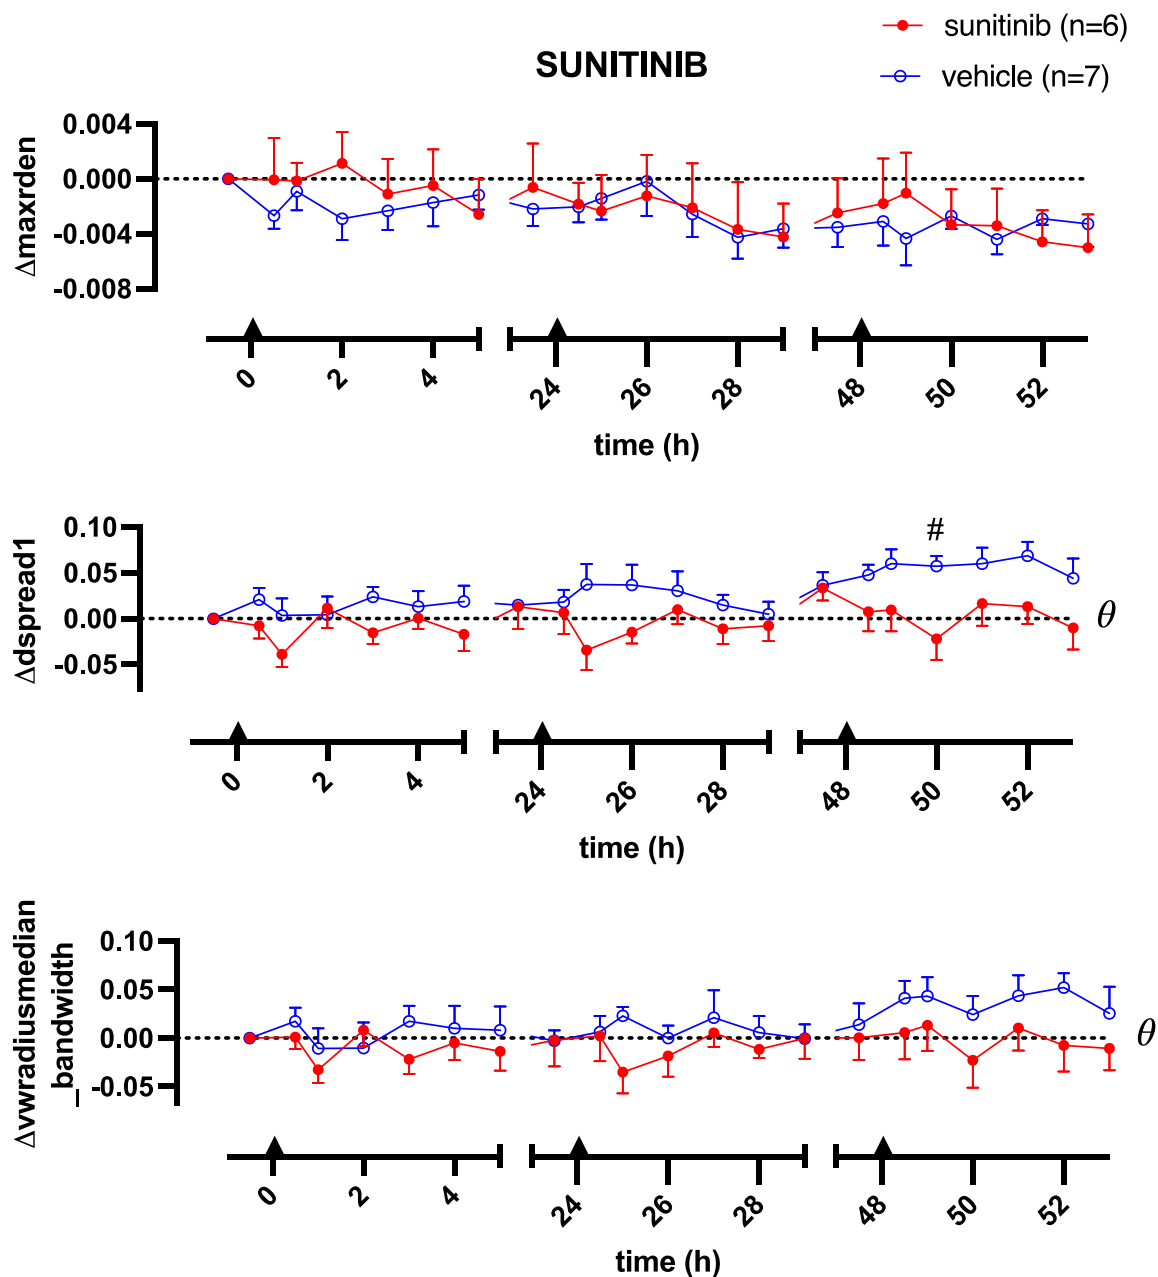 sunitinib (n=6)
SUNITINIB
vehicle (n=7)
Δmaxrden
0.004
0.000
-0.004
-0.008
0 2 4 24 26 28 48 50 52
time (h)
Δdspread1
0.10
0.05
0.00
-0.05
#
θ
0 2 4 24 26 28 48 50 52
time (h)
Δvwradiusmedian
_bandwidth
0.10
0.05
0.00
-0.05
θ
0 2 4 24 26 28 48 50 52
time (h)